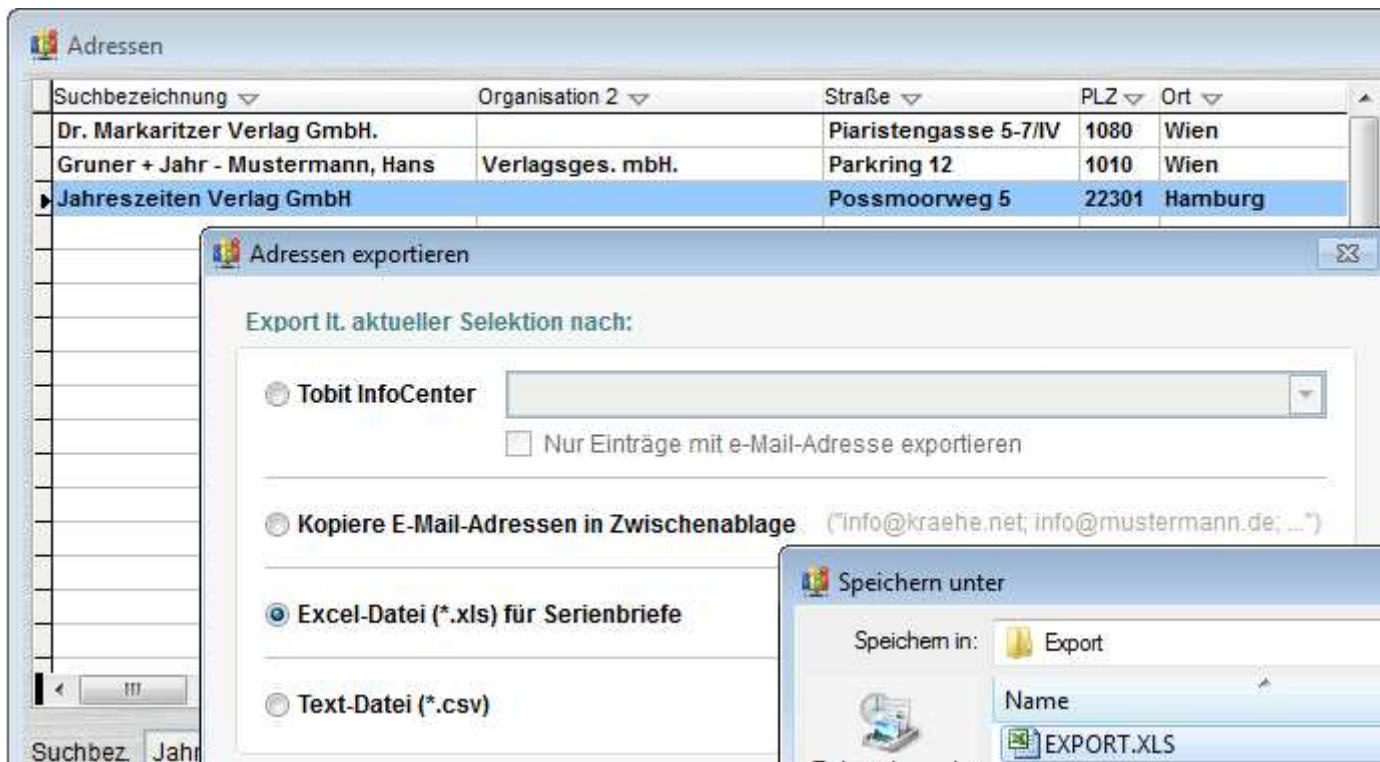 Adressen
Suchbezeichnung Organisation 2 Straße PLZ Ort
Dr. Markaritzer Verlag GmbH. Piaristengasse 5-7/IV 1080 Wien
Gruner + Jahr - Mustermann, Hans Verlagsges. mbH. Parkring 12 1010 Wien
Jahreszeiten Verlag GmbH Possmoorweg 5 22301 Hamburg
Adressen exportieren
Export lt. aktueller Selektion nach:
Tobit InfoCenter
Nur Einträge mit e-Mail-Adresse exportieren
Kopiere E-Mail-Adressen in Zwischenablage ("info@kraehe.net; info@mustermann.de; ...")
Excel-Datei (*.xls) für Serienbriefe
Text-Datei (*.csv)
Speichern unter
Speichern in: Export
Name
EXPORT.XLS
Suchbez. Jahr